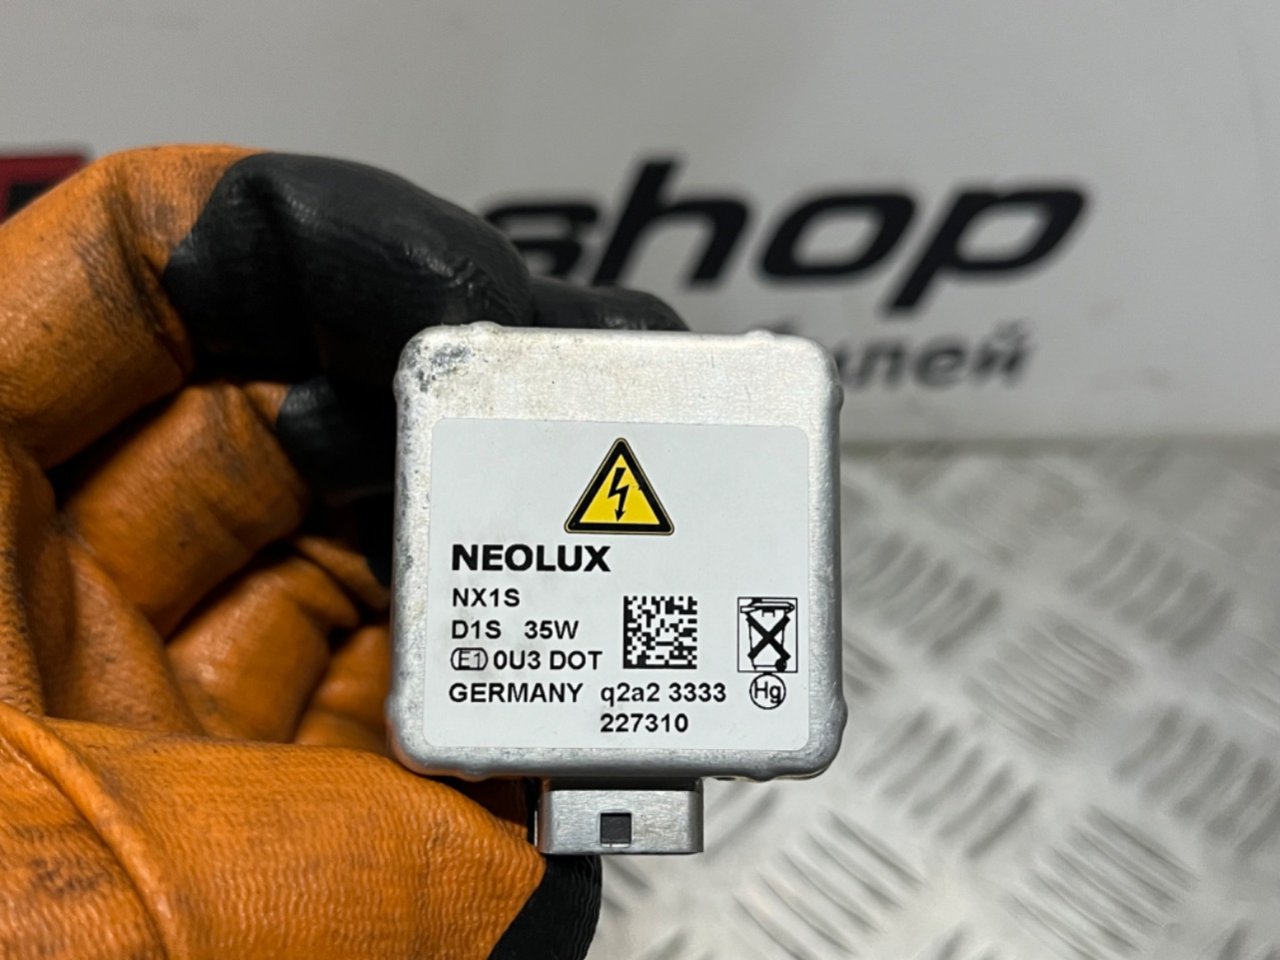 shop
NEOLUX
NX1S
D1S 35W
E1 0U3 DOT
GERMANY q2a2 3333
Hg
227310